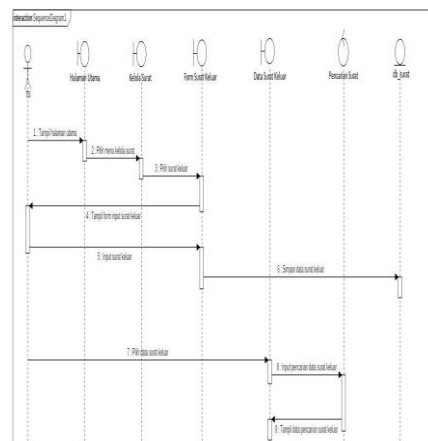 interaction SequenceDiagram1
Halaman Utama
Kelola Surat
Form Surat Keluar
Data Surat Keluar
Pencarian Surat
db_surat
1 : Tampil halaman utama
2 : Pilih menu kelola surat
3 : Pilih surat keluar
4 : Tampil form input surat keluar
5 : Input surat keluar
6 : Simpan data surat keluar
7 : Pilih data surat keluar
8 : Input pencarian data surat keluar
9 : Tampil data pencarian surat keluar